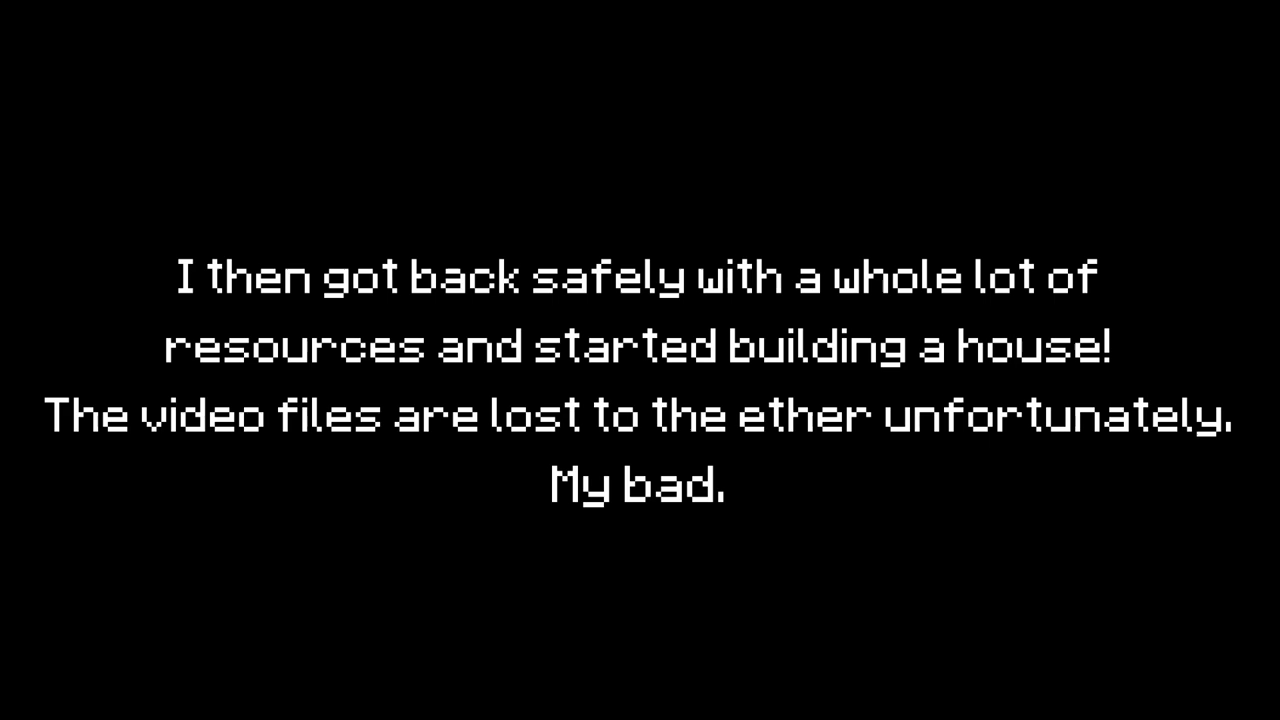 I then got back safely with a whole lot of
resources and started building a house!
The video files are lost to the ether unfortunately.
My bad.